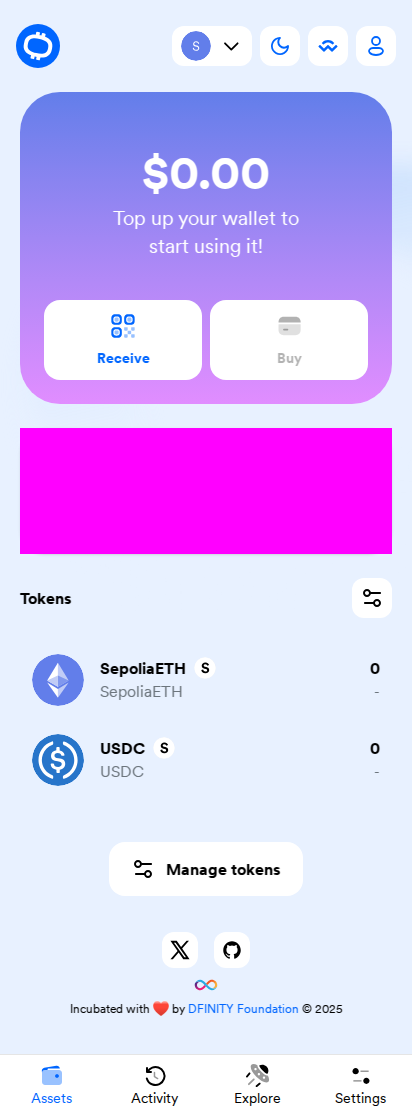 S
$0.00
Top up your wallet to
start using it!
Receive
Buy
Tokens
SepoliaETH S 0
SepoliaETH -
USDC S 0
USDC -
Manage tokens
Incubated with ❤️ by DFINITY Foundation © 2025
Assets
Activity
Explore
Settings